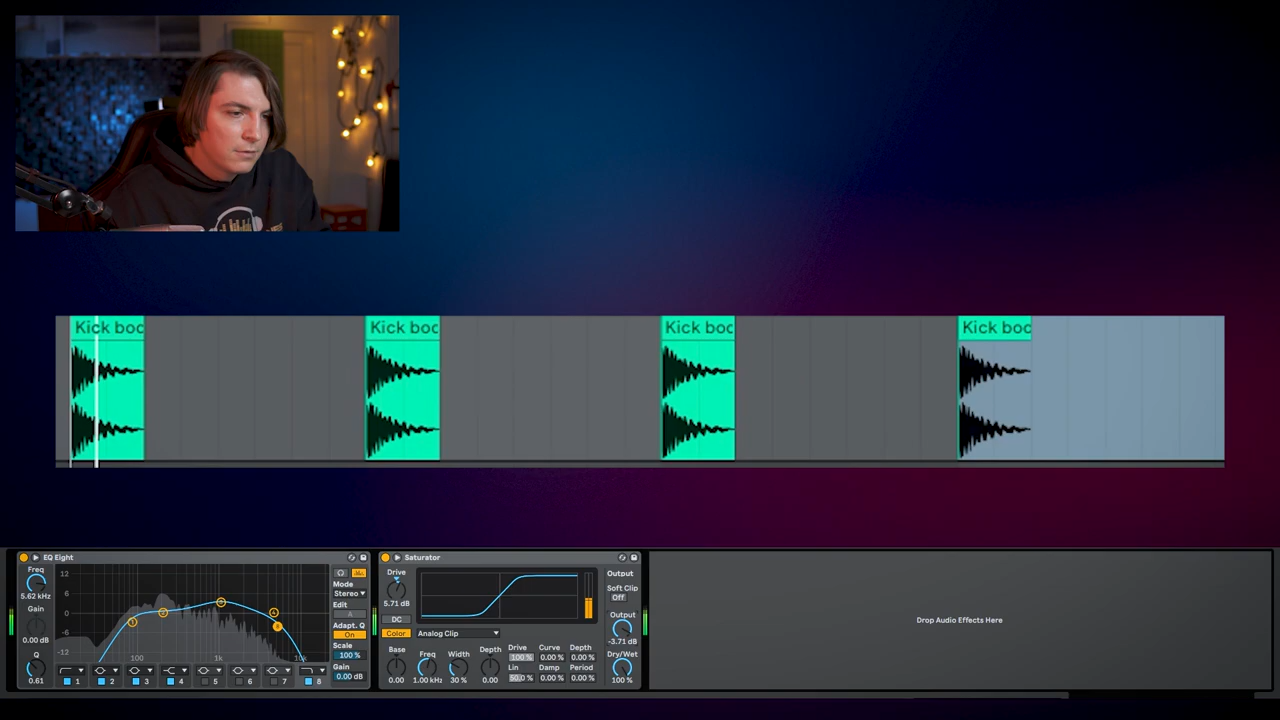 Kick boc
Kick boc
Kick boc
Kick boc
EQ Eight
Freq
5.62 kHz
Gain
0.00 dB
Q
0.61
12
6
0
-6
-12
100
1k
10k
1
2
3
4
5
6
7
8
Mode
Stereo
Edit
A
Adapt. Q
On
Scale
100 %
Gain
0.00 dB
Saturator
Drive
5.71 dB
DC
Color
Analog Clip
Base
0.00
Freq
1.00 kHz
Width
30 %
Depth
0.00
Drive Curve Depth
100 % 0.00 % 0.00 %
Lin Damp Period
50.0 % 0.00 % 0.00 %
Output
Soft Clip
Off
Output
-3.71 dB
Dry/Wet
100 %
Drop Audio Effects Here